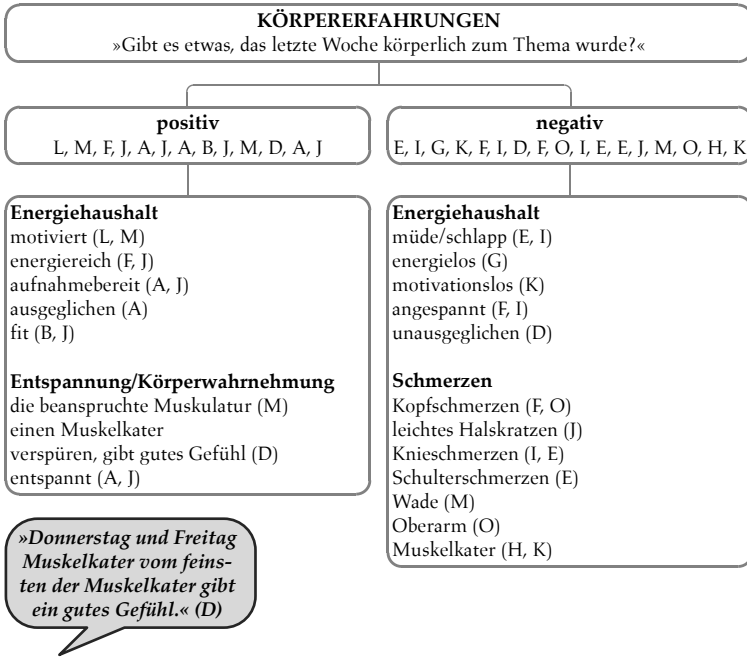 KÖRPERERFAHRUNGEN
»Gibt es etwas, das letzte Woche körperlich zum Thema wurde?«
positiv
L, M, F, J, A, J, A, B, J, M, D, A, J
negativ
E, I, G, K, F, I, D, F, O, I, E, E, J, M, O, H, K
Energiehaushalt
motiviert (L, M)
energiereich (F, J)
aufnahmebereit (A, J)
ausgeglichen (A)
fit (B, J)
Entspannung/Körperwahrnehmung
die beanspruchte Muskulatur (M)
einen Muskelkater
verspüren, gibt gutes Gefühl (D)
entspannt (A, J)
Energiehaushalt
müde/schlapp (E, I)
energielos (G)
motivationslos (K)
angespannt (F, I)
unausgeglichen (D)
Schmerzen
Kopfschmerzen (F, O)
leichtes Halskratzen (J)
Knieschmerzen (I, E)
Schulterschmerzen (E)
Wade (M)
Oberarm (O)
Muskelkater (H, K)
»Donnerstag und Freitag
Muskelkater vom feins-
ten der Muskelkater gibt
ein gutes Gefühl.« (D)